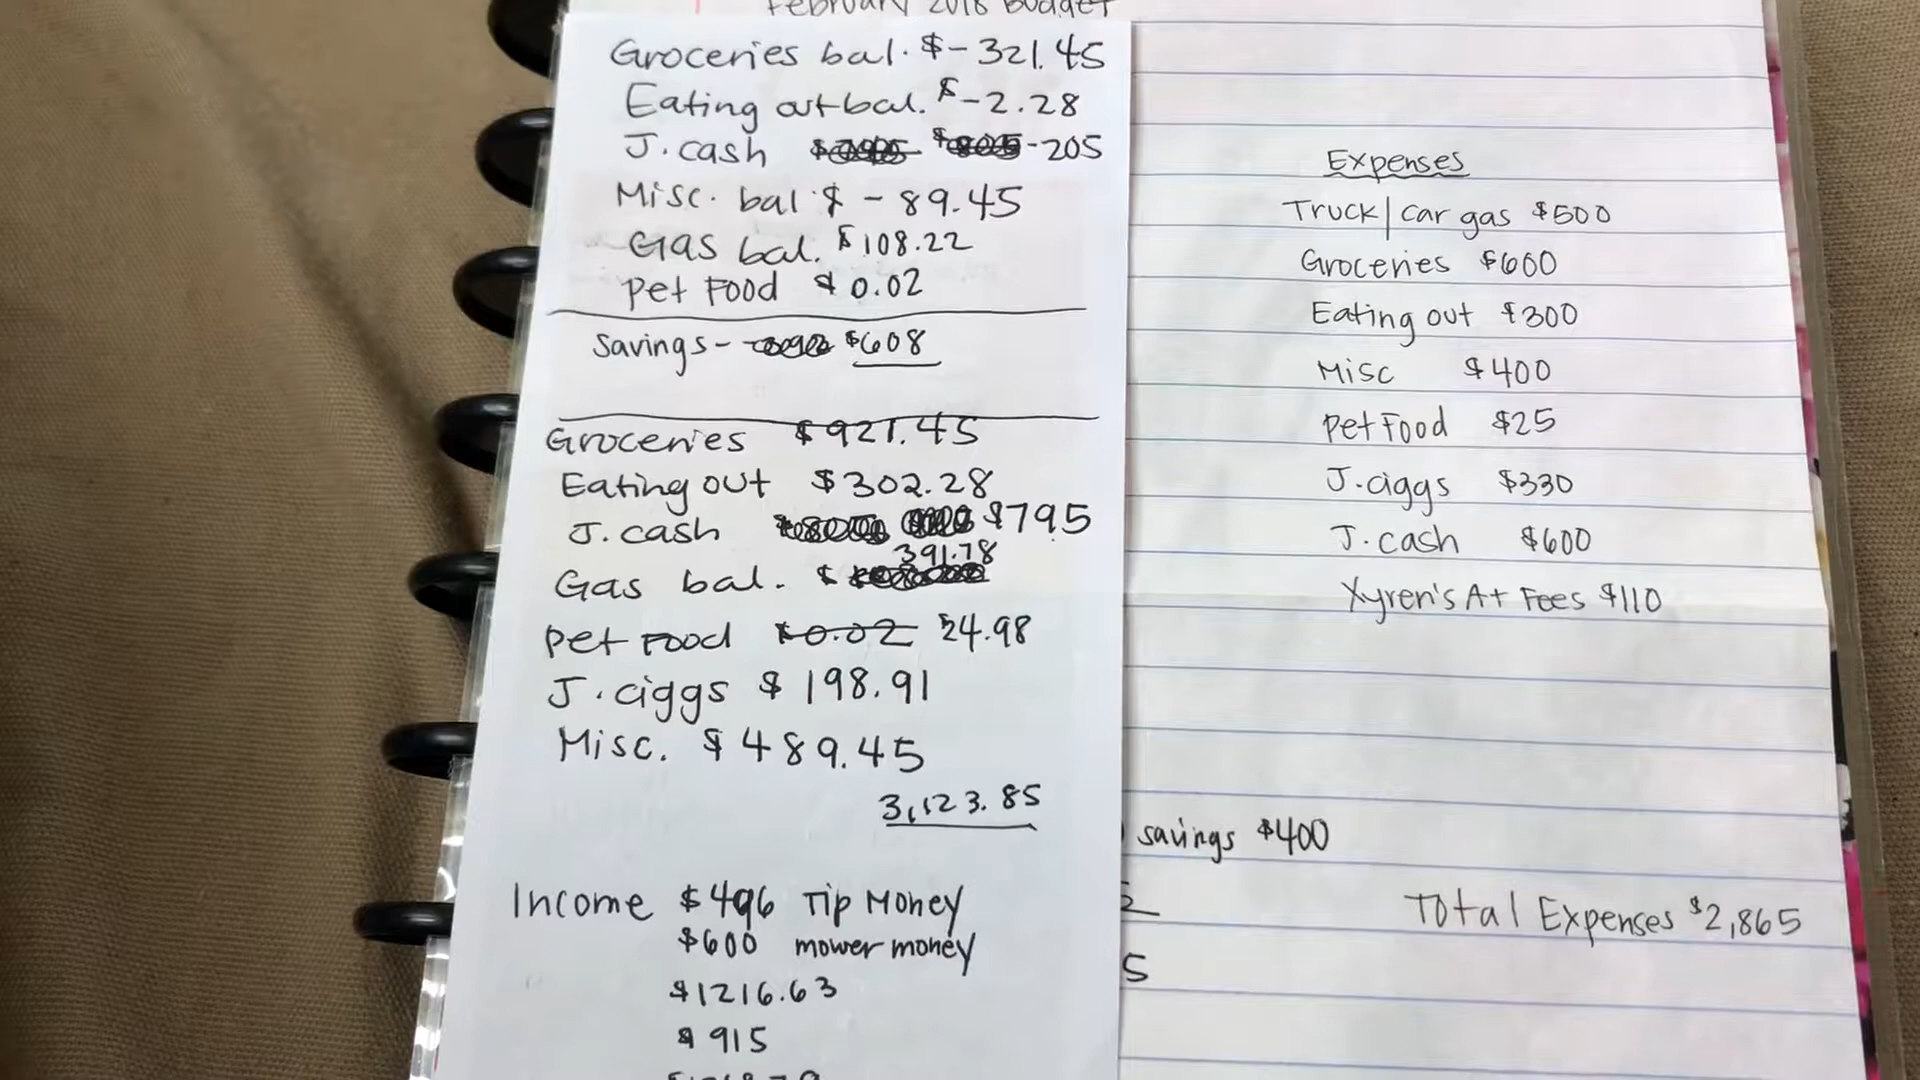 February 2018 Budget
Groceries bal. $-321.45
Eating out bal. $-2.28
J.cash -205
Misc. bal $ -89.45
Gas bal. $108.22
Pet Food $0.02
Savings- $608
Groceries $921.45
Eating out $302.28
J.cash $795
391.78
Gas bal. $
Pet Food $0.02 24.98
J.ciggs $198.91
Misc. $489.45
3,123.85
Income $496 Tip Money
$600 mower money
$1216.63
$915
Expenses
Truck/car gas $500
Groceries $600
Eating out $300
Misc $400
Pet Food $25
J.ciggs $330
J.cash $600
Xyren's A+ Fees $110
savings $400
Total Expenses $2,865
5